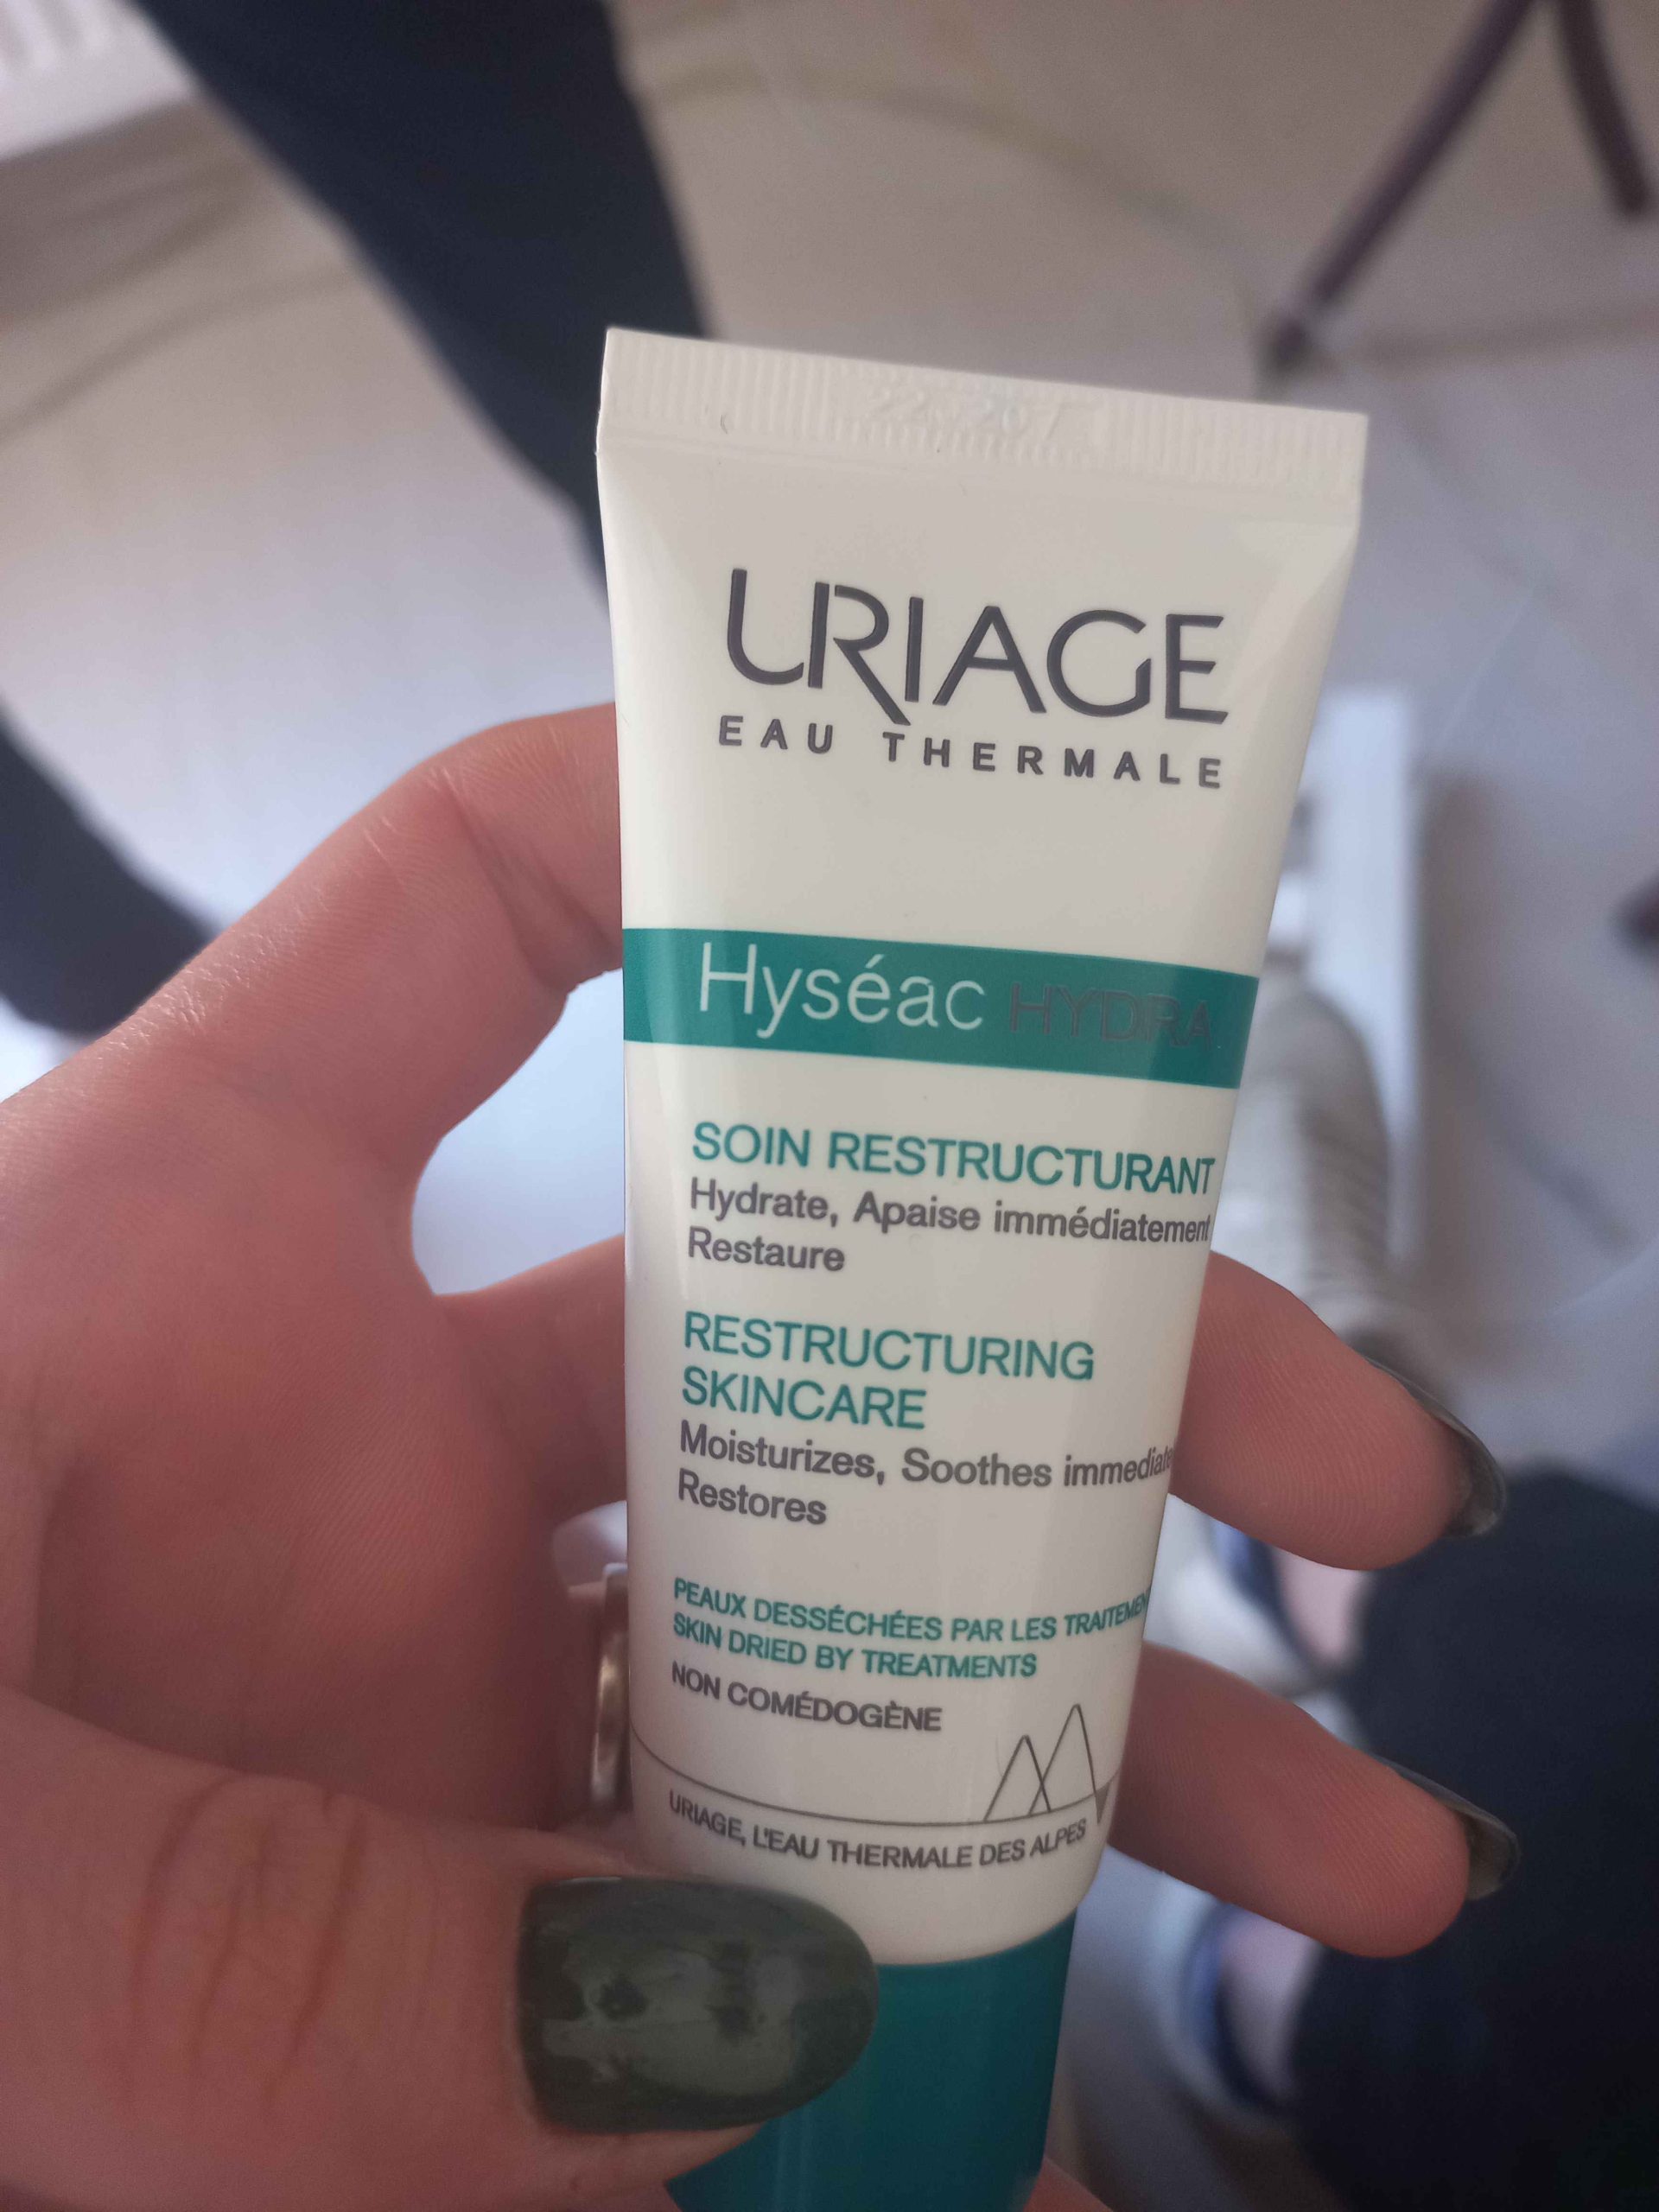 URIAGE
EAU THERMALE
Hyséac HYDRA
SOIN RESTRUCTURANT
Hydrate, Apaise immédiatement
Restaure
RESTRUCTURING
SKINCARE
Moisturizes, Soothes
Restores
PEAUX DESSÉCHÉES PAR LES
SKIN DRIED BY TREATMENTS
NON COMÉDOGÈNE
URIAGE, L'EAU THERMALE DES ALPES